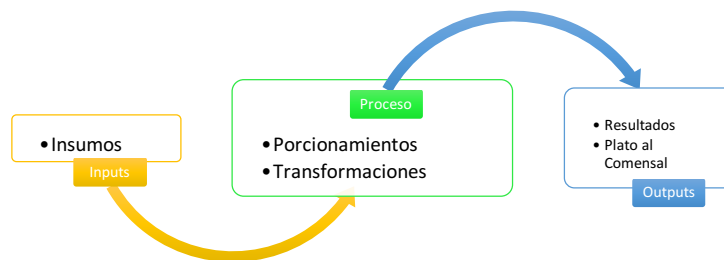 • Insumos
Inputs
Proceso
• Porcionamientos
• Transformaciones
• Resultados
• Plato al
Comensal
Outputs